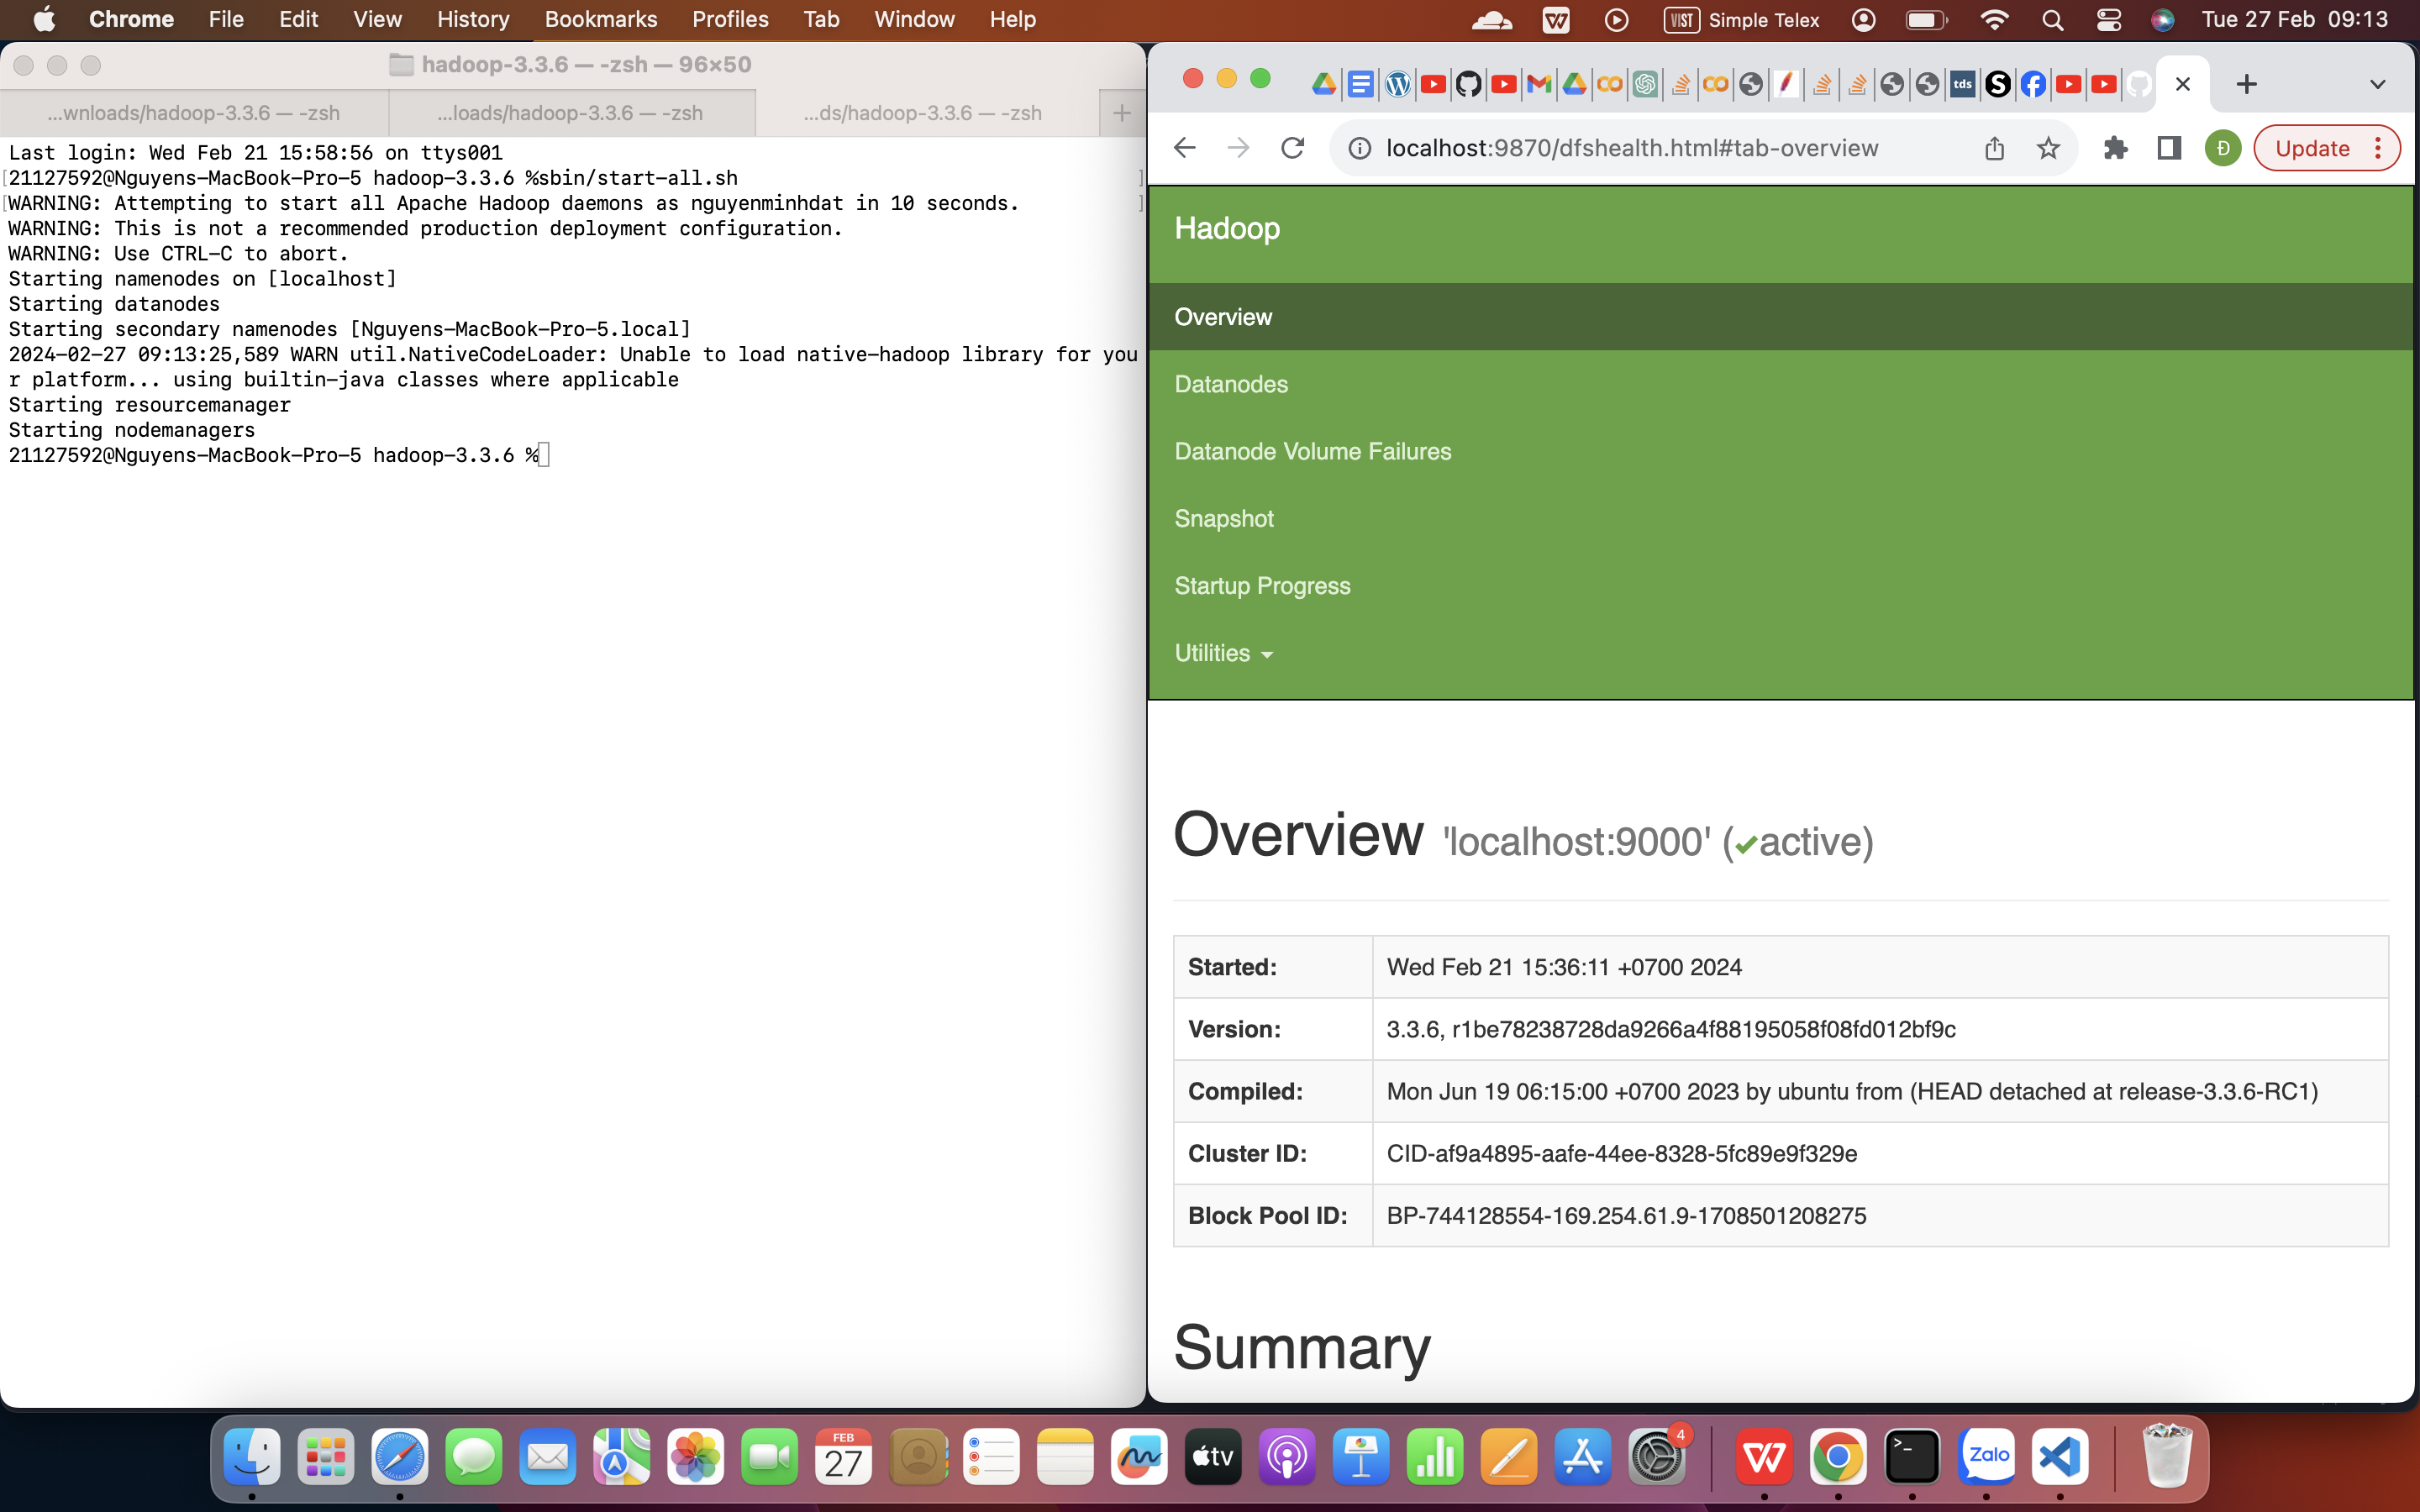 Chrome File Edit View History Bookmarks Profiles Tab Window Help
VIST Simple Telex Tue 27 Feb 09:13
hadoop-3.3.6 — -zsh — 96×50
...wnloads/hadoop-3.3.6 — -zsh ...loads/hadoop-3.3.6 — -zsh ...ds/hadoop-3.3.6 — -zsh
Last login: Wed Feb 21 15:58:56 on ttys001
21127592@Nguyens-MacBook-Pro-5 hadoop-3.3.6 %sbin/start-all.sh
WARNING: Attempting to start all Apache Hadoop daemons as nguyenminhdat in 10 seconds.
WARNING: This is not a recommended production deployment configuration.
WARNING: Use CTRL-C to abort.
Starting namenodes on [localhost]
Starting datanodes
Starting secondary namenodes [Nguyens-MacBook-Pro-5.local]
2024-02-27 09:13:25,589 WARN util.NativeCodeLoader: Unable to load native-hadoop library for you
r platform... using builtin-java classes where applicable
Starting resourcemanager
Starting nodemanagers
21127592@Nguyens-MacBook-Pro-5 hadoop-3.3.6 %
tds
localhost:9870/dfshealth.html#tab-overview
Đ
Update
Hadoop
Overview
Datanodes
Datanode Volume Failures
Snapshot
Startup Progress
Utilities
Overview 'localhost:9000' (✔active)
Started: Wed Feb 21 15:36:11 +0700 2024
Version: 3.3.6, r1be78238728da9266a4f88195058f08fd012bf9c
Compiled: Mon Jun 19 06:15:00 +0700 2023 by ubuntu from (HEAD detached at release-3.3.6-RC1)
Cluster ID: CID-af9a4895-aafe-44ee-8328-5fc89e9f329e
Block Pool ID: BP-744128554-169.254.61.9-1708501208275
Summary
FEB
27
tv
4
>_
Zalo